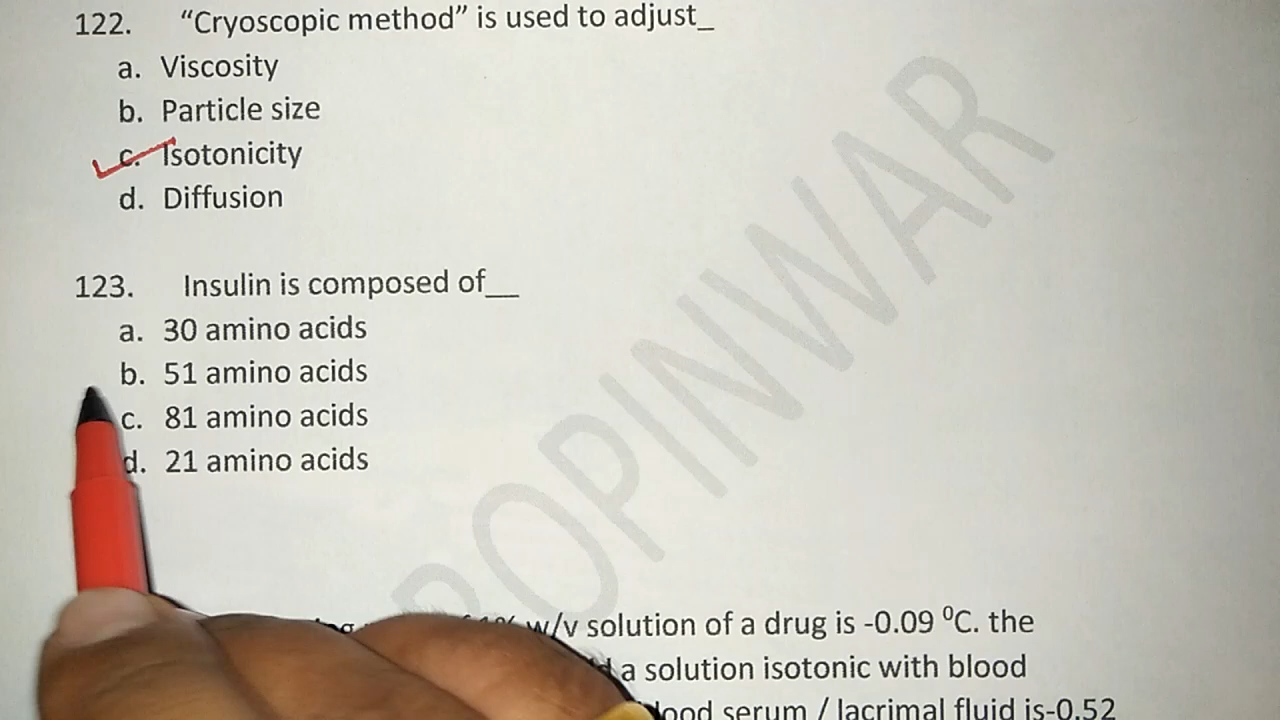 122. “Cryoscopic method” is used to adjust_
a. Viscosity
b. Particle size
c. Isotonicity
d. Diffusion
123. Insulin is composed of__
a. 30 amino acids
b. 51 amino acids
c. 81 amino acids
d. 21 amino acids
w/v solution of a drug is -0.09 ⁰C. the
a solution isotonic with blood
serum / lacrimal fluid is-0.52
ROPINWAR